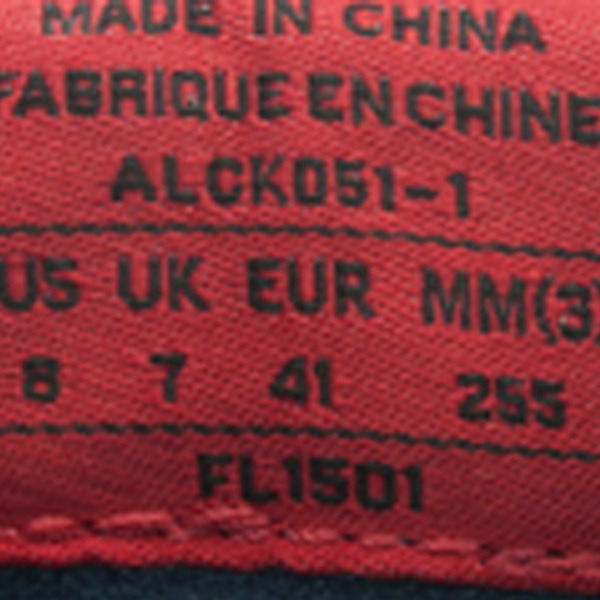 MADE IN CHINA
FABRIQUE EN CHINE
ALCK051-1
US UK EUR MM(3)
8 7 41 255
FL1501